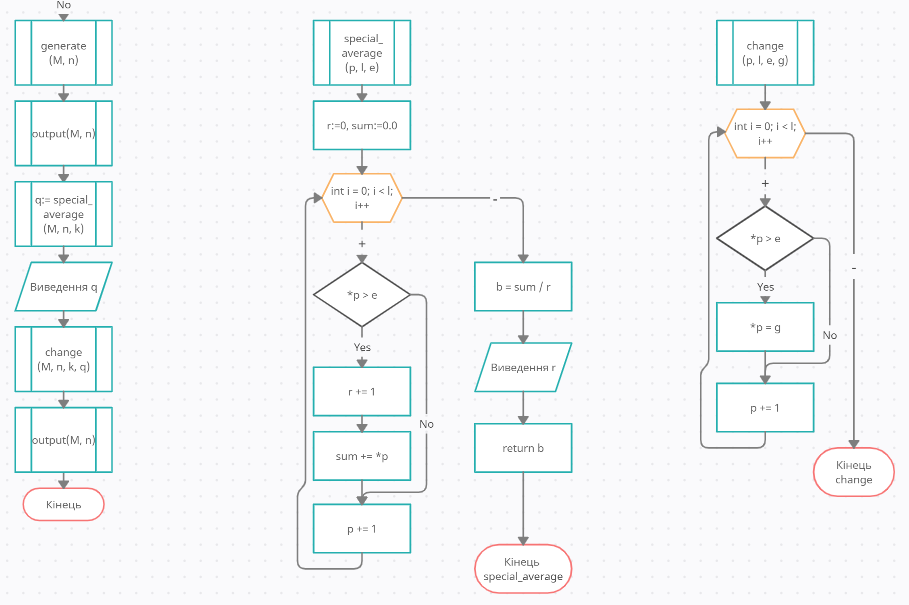 No
generate
(M, n)
output(M, n)
q:= special_
average
(M, n, k)
Виведення q
change
(M, n, k, q)
output(M, n)
Кінець
special_
average
(p, l, e)
r:=0, sum:=0.0
int i = 0; i < l;
i++
+
-
*p > e
Yes
No
r += 1
sum += *p
p += 1
b = sum / r
Виведення r
return b
Кінець
special_average
change
(p, l, e, g)
int i = 0; i < l;
i++
+
-
*p > e
Yes
No
*p = g
p += 1
Кінець
change